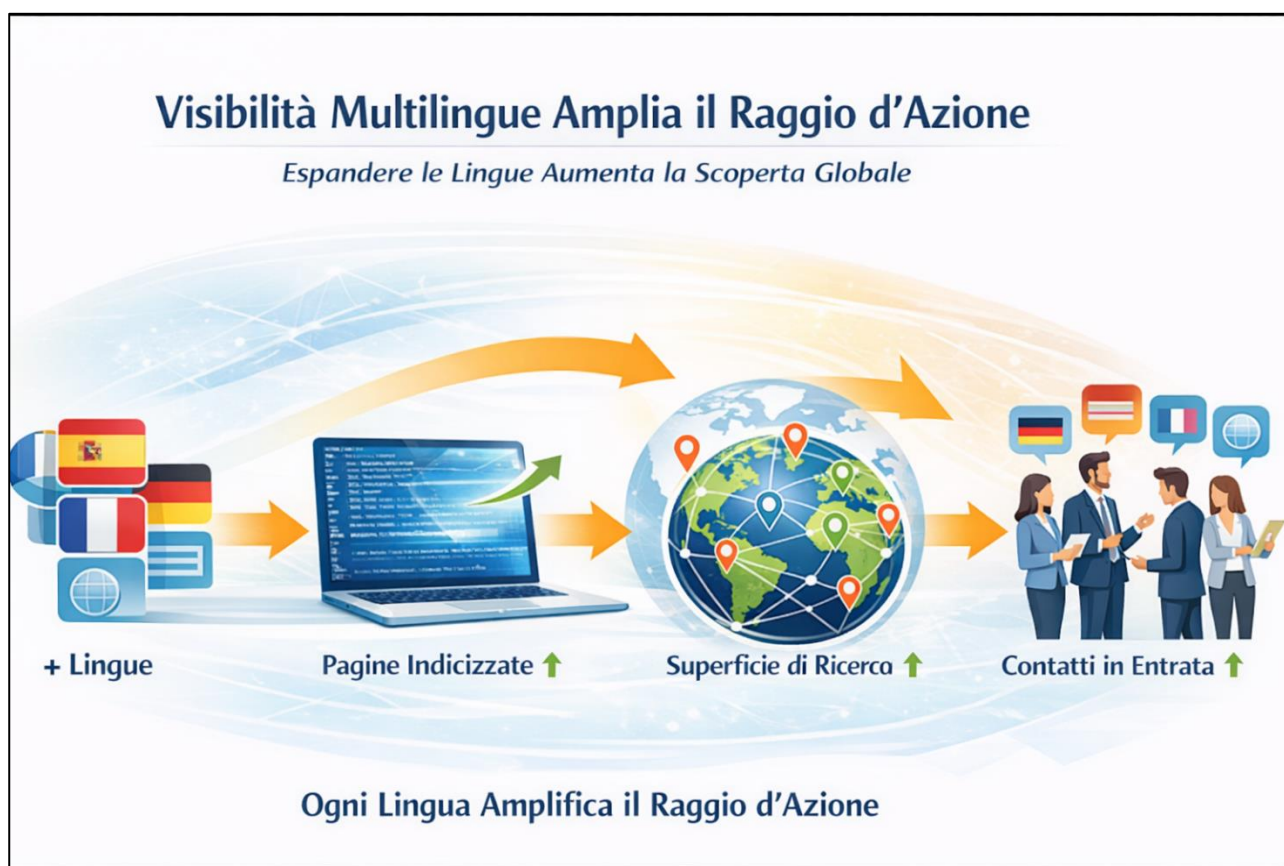 Visibilità Multilingue Amplia il Raggio d'Azione
Espandere le Lingue Aumenta la Scoperta Globale
+ Lingue
Pagine Indicizzate
Superficie di Ricerca
Contatti in Entrata
Ogni Lingua Amplifica il Raggio d'Azione